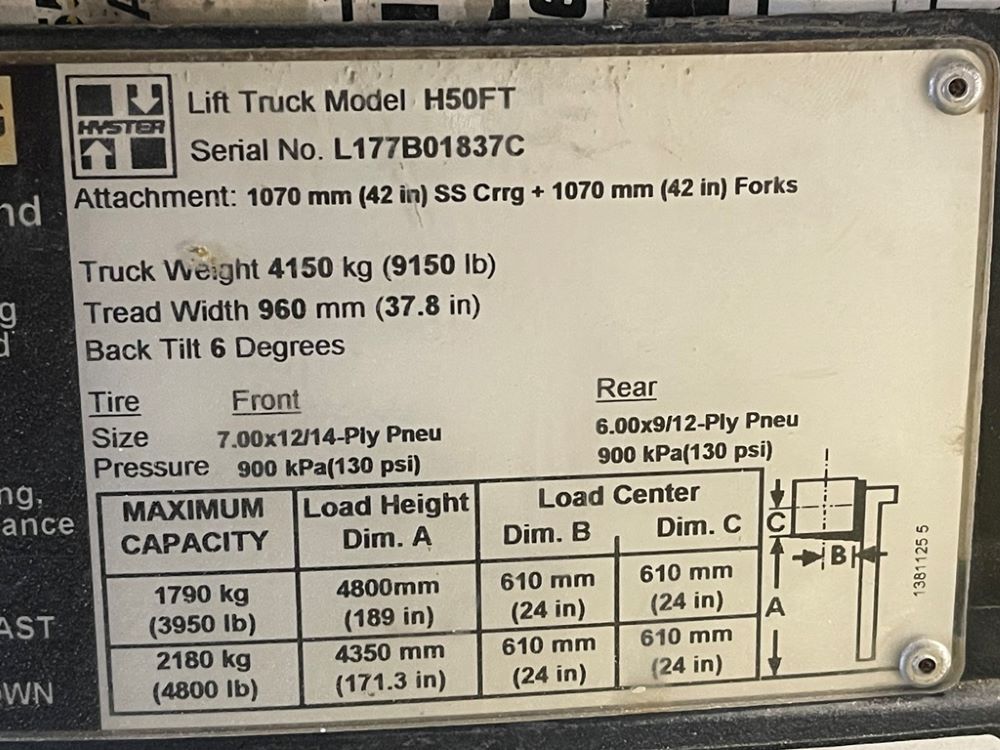 HYSTER
Lift Truck Model H50FT
Serial No. L177B01837C
Attachment: 1070 mm (42 in) SS Crrg + 1070 mm (42 in) Forks
Truck Weight 4150 kg (9150 lb)
Tread Width 960 mm (37.8 in)
Back Tilt 6 Degrees
Tire Front Rear
Size 7.00x12/14-Ply Pneu 6.00x9/12-Ply Pneu
Pressure 900 kPa(130 psi) 900 kPa(130 psi)
MAXIMUM CAPACITY
Load Height Dim. A
Load Center
Dim. B Dim. C
1790 kg 4800mm 610 mm 610 mm
(3950 lb) (189 in) (24 in) (24 in)
2180 kg 4350 mm 610 mm 610 mm
(4800 lb) (171.3 in) (24 in) (24 in)
C
B
A
1381125 5
nd
g
d
ng.
ance
AST
OWN